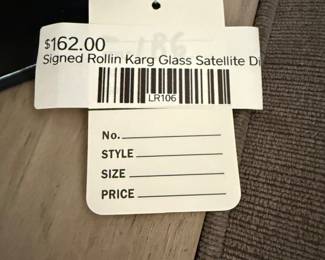 $162.00
Signed Rollin Karg Glass Satellite Di
LR106
No.
STYLE
SIZE
PRICE